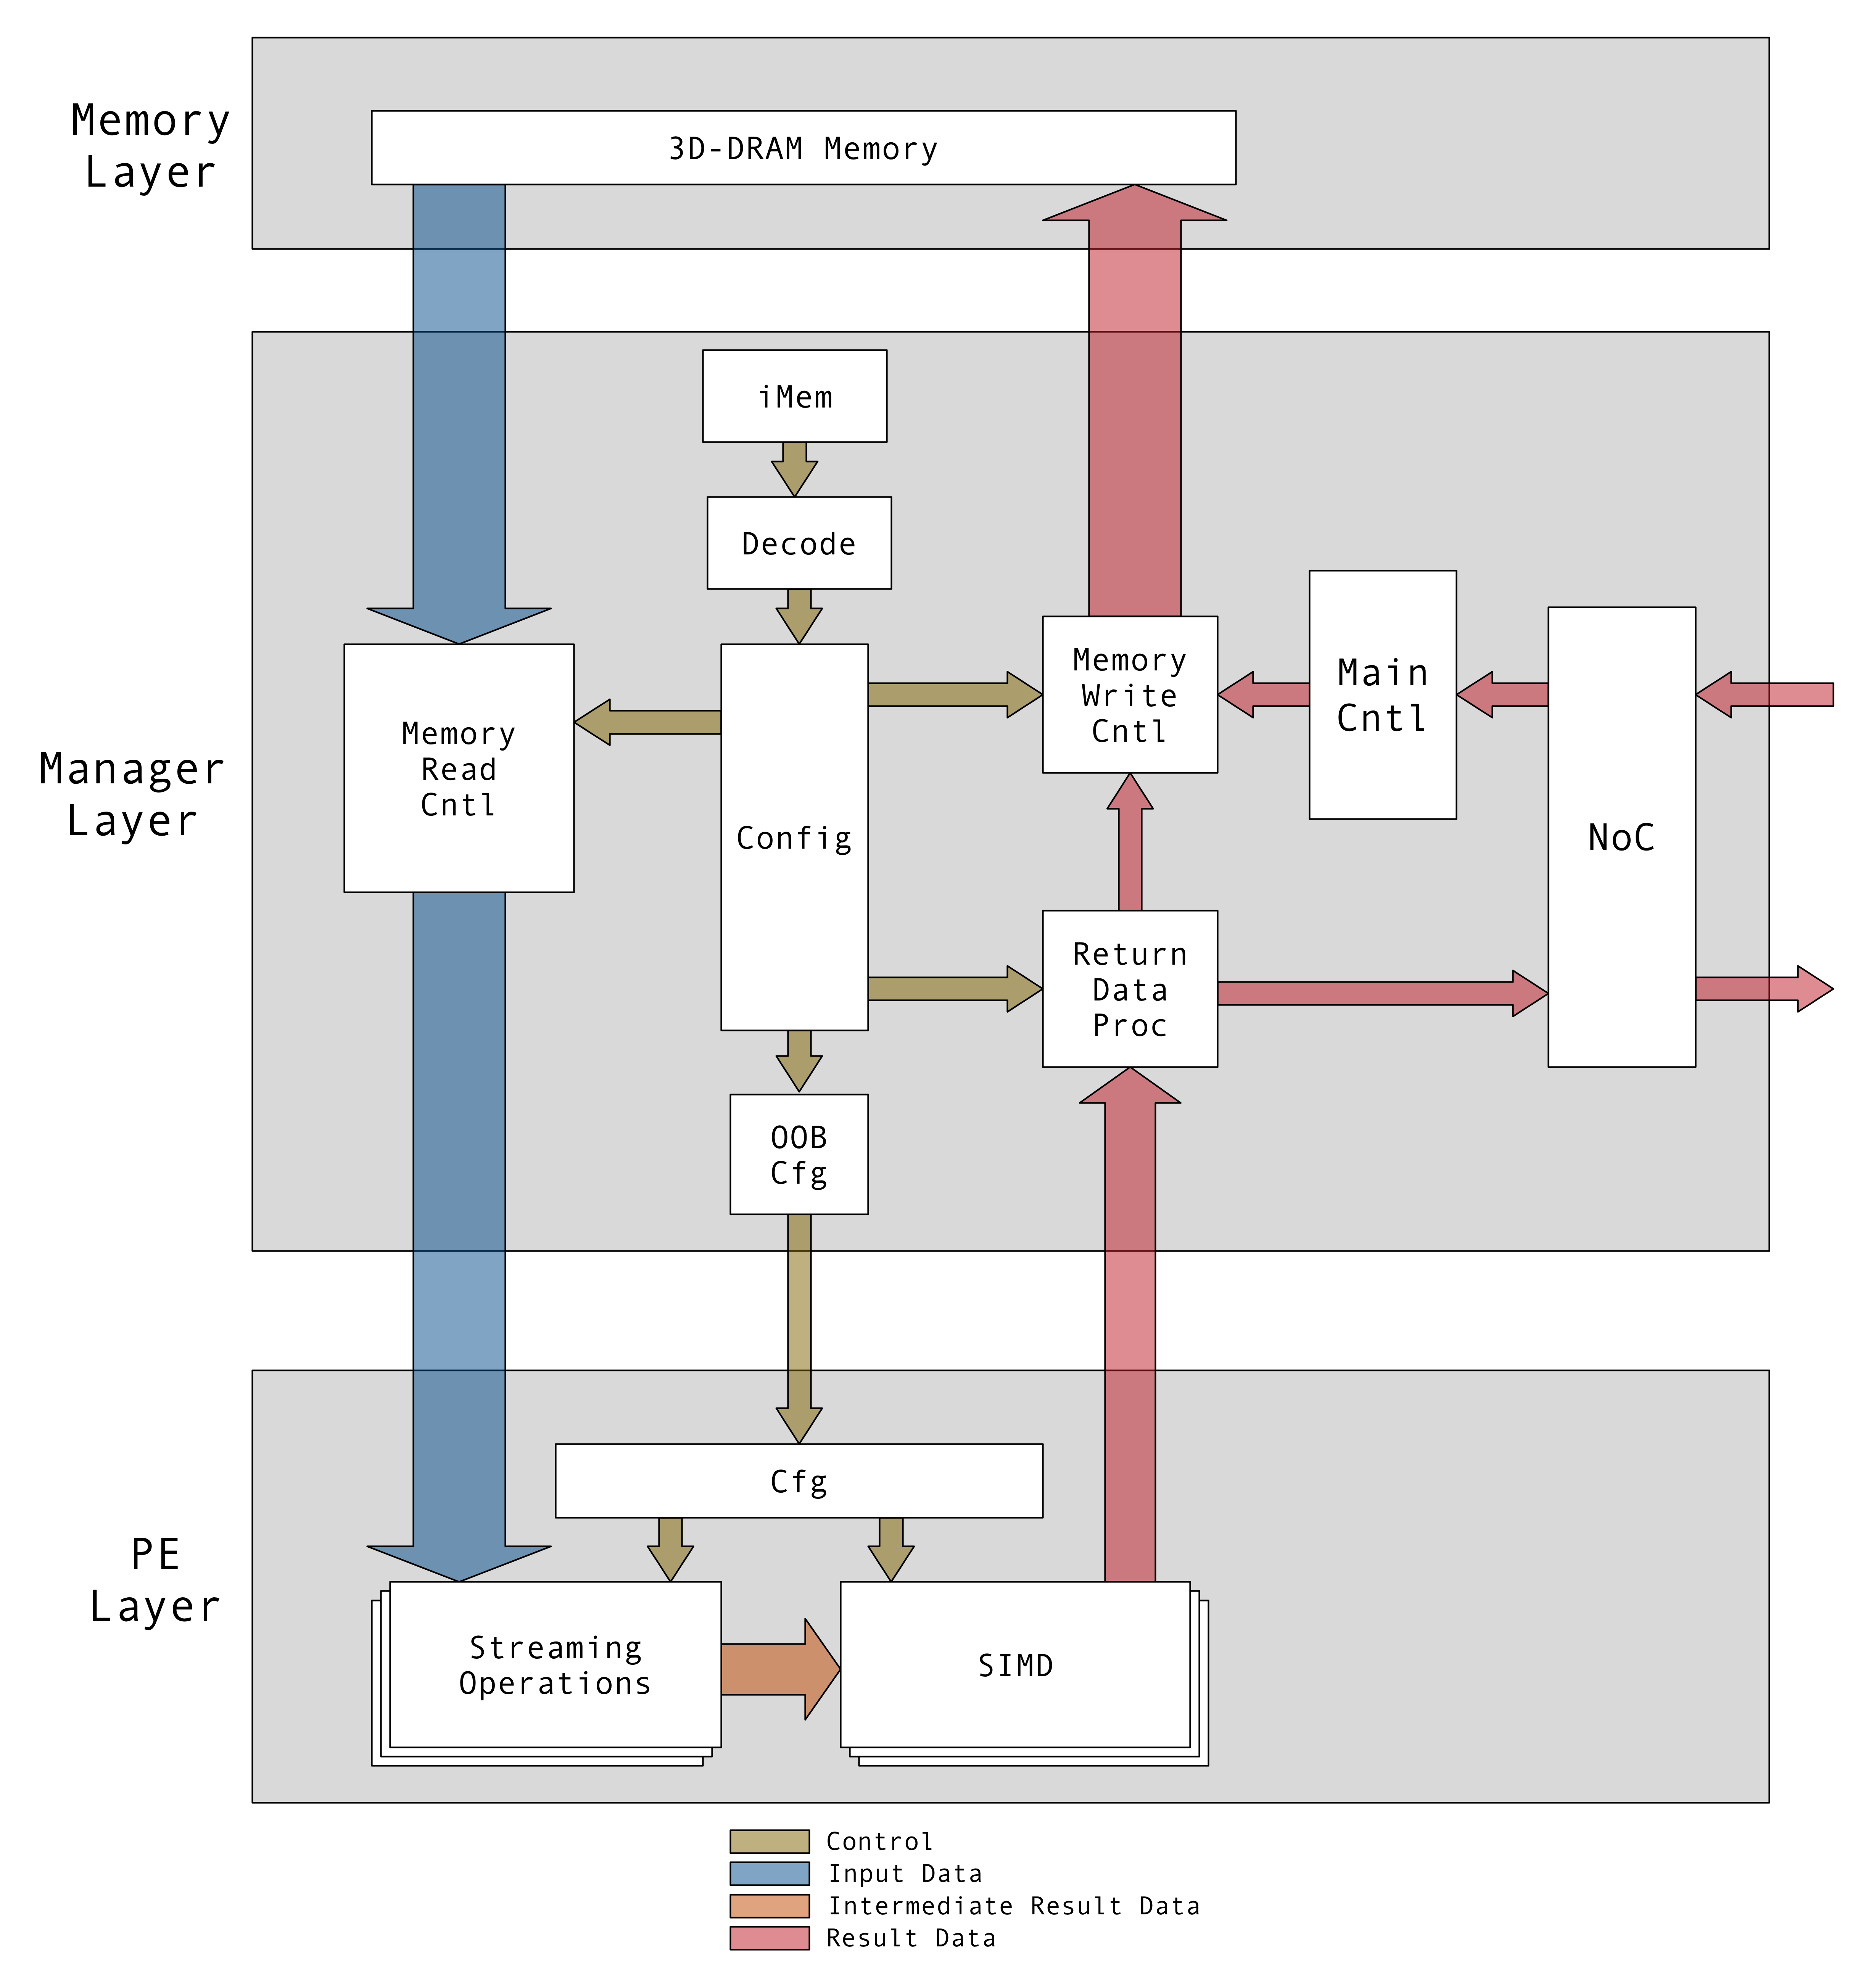 Memory
Layer
3D-DRAM Memory
Manager
Layer
iMem
Decode
Memory
Read
Cntl
Config
Memory
Write
Cntl
Main
Cntl
NoC
Return
Data
Proc
OOB
Cfg
PE
Layer
Cfg
Streaming
Operations
SIMD
Control
Input Data
Intermediate Result Data
Result Data